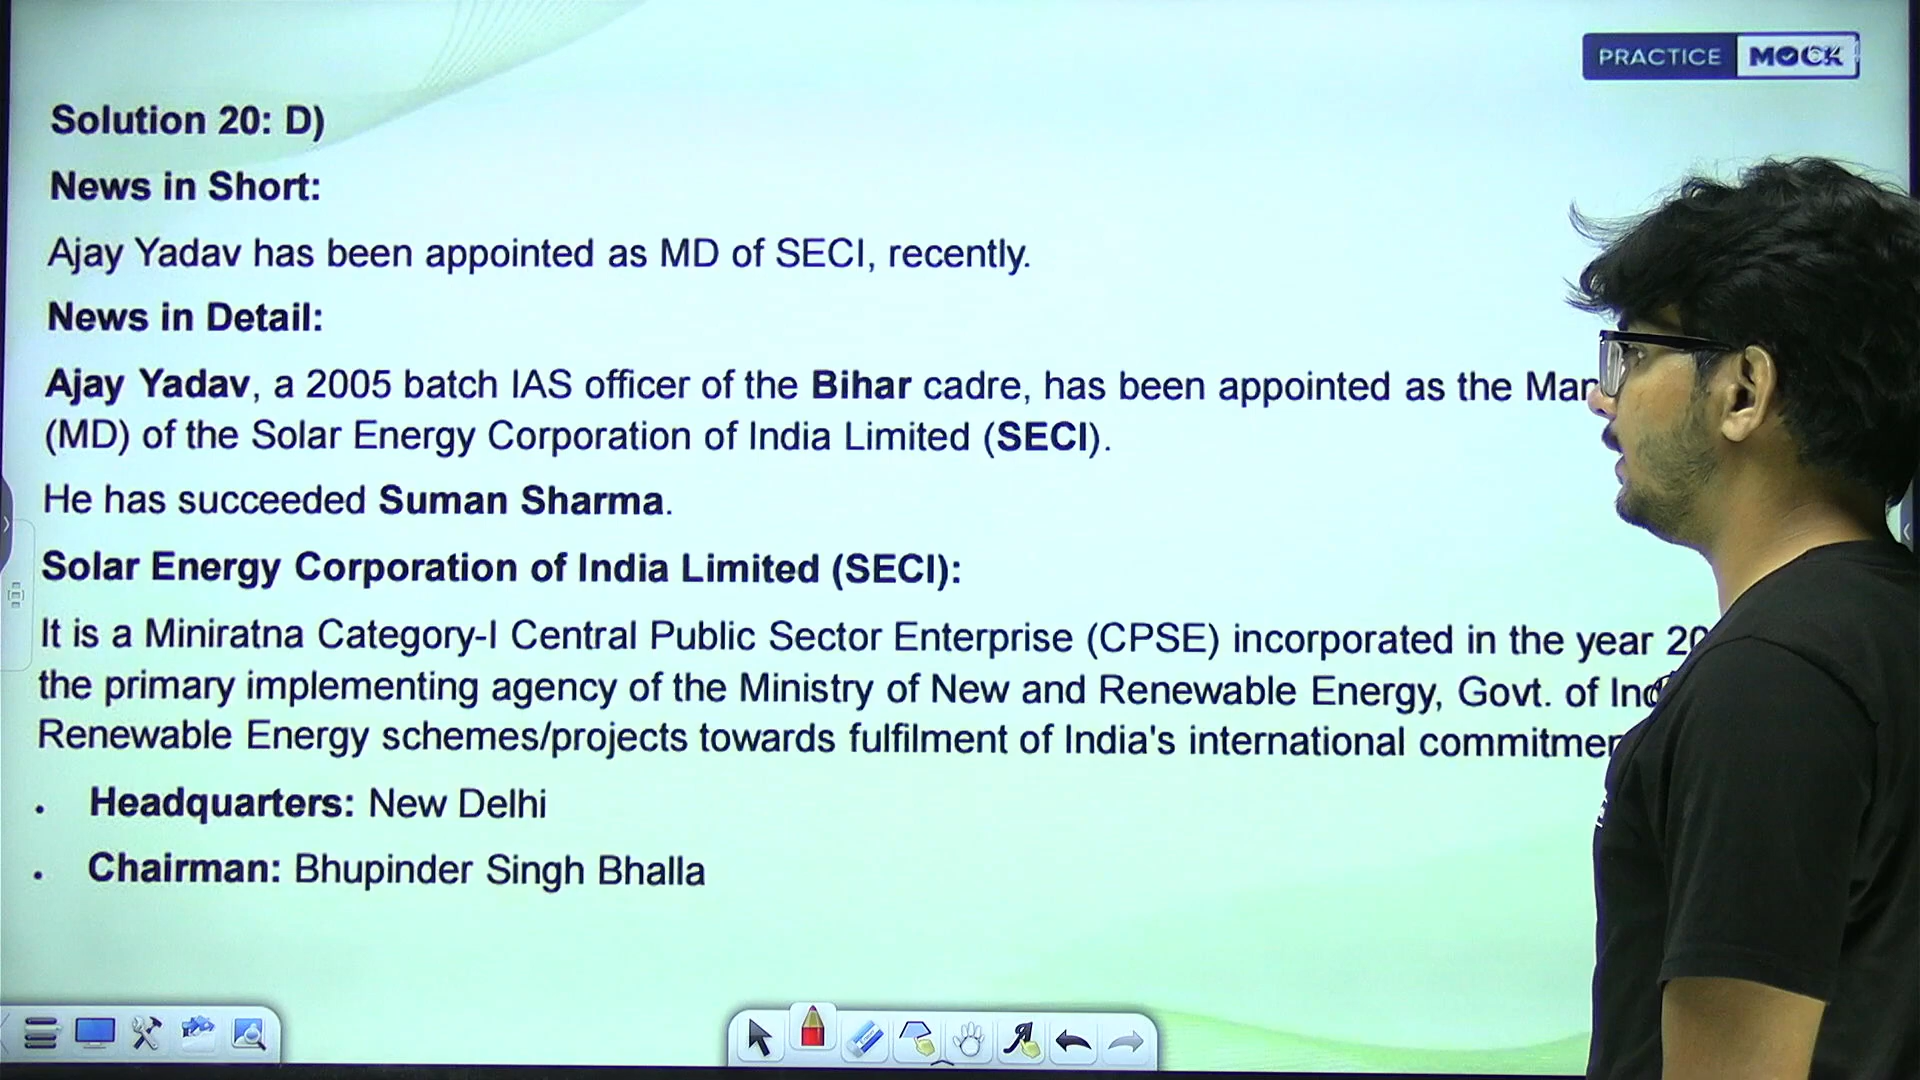 PRACTICE MOCK
Solution 20: D)
News in Short:
Ajay Yadav has been appointed as MD of SECI, recently.
News in Detail:
Ajay Yadav, a 2005 batch IAS officer of the Bihar cadre, has been appointed as the
(MD) of the Solar Energy Corporation of India Limited (SECI).
He has succeeded Suman Sharma.
Solar Energy Corporation of India Limited (SECI):
It is a Miniratna Category-I Central Public Sector Enterprise (CPSE) incorporated in the year
the primary implementing agency of the Ministry of New and Renewable Energy, Govt. of
Renewable Energy schemes/projects towards fulfilment of India's international
• Headquarters: New Delhi
• Chairman: Bhupinder Singh Bhalla